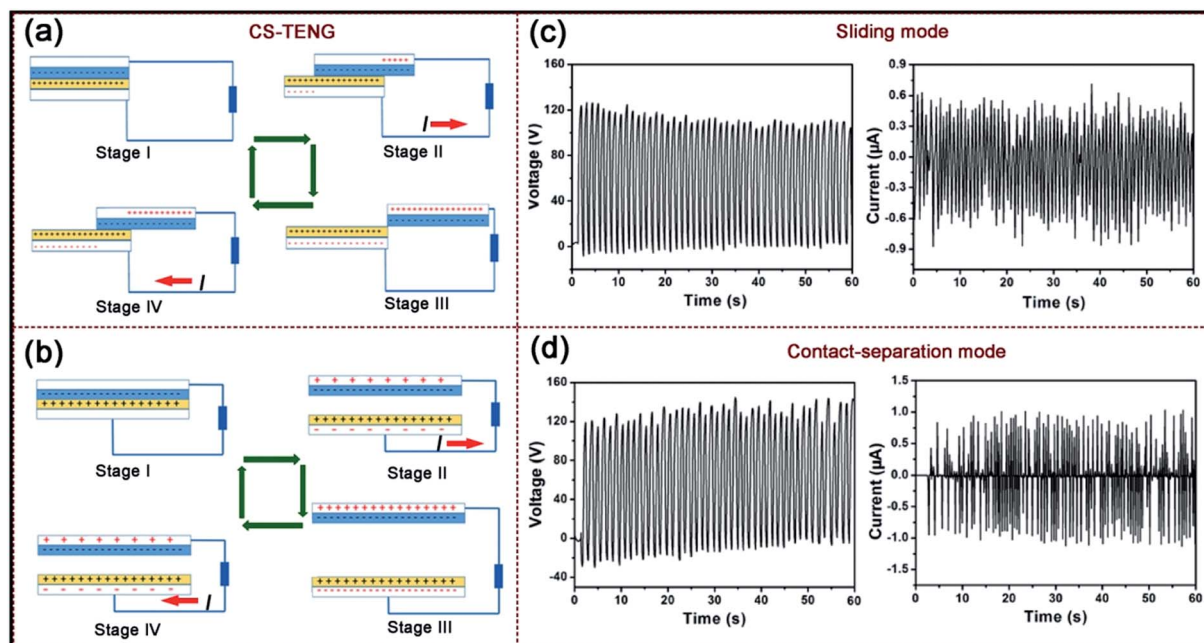 (a)
CS-TENG
Stage I
Stage II
I
Stage IV
I
Stage III
(b)
Stage I
Stage II
I
Stage IV
I
Stage III
(c)
Sliding mode
Voltage (V)
160
120
80
40
0
0 10 20 30 40 50 60
Time (s)
Current (μA)
0.9
0.6
0.3
0.0
-0.3
-0.6
-0.9
0 10 20 30 40 50 60
Time (s)
(d)
Contact-separation mode
Voltage (V)
160
120
80
40
0
-40
0 10 20 30 40 50 60
Time (s)
Current (μA)
1.5
1.0
0.5
0.0
-0.5
-1.0
-1.5
0 10 20 30 40 50 60
Time (s)